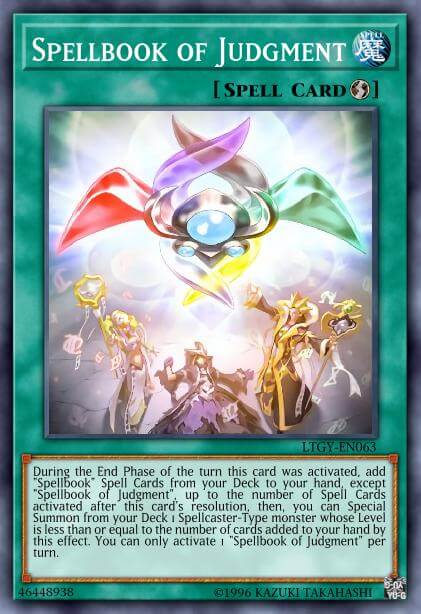 Spellbook of Judgment
SPELL
魔
[Spell Card]
LTGY-EN063
During the End Phase of the turn this card was activated, add
"Spellbook" Spell Cards from your Deck to your hand, except
"Spellbook of Judgment", up to the number of Spell Cards
activated after this card's resolution, then, you can Special
Summon from your Deck 1 Spellcaster-Type monster whose Level
is less than or equal to the number of cards added to your hand by
this effect. You can only activate 1 "Spellbook of Judgment" per
turn.
46448938
©1996 KAZUKI TAKAHASHI